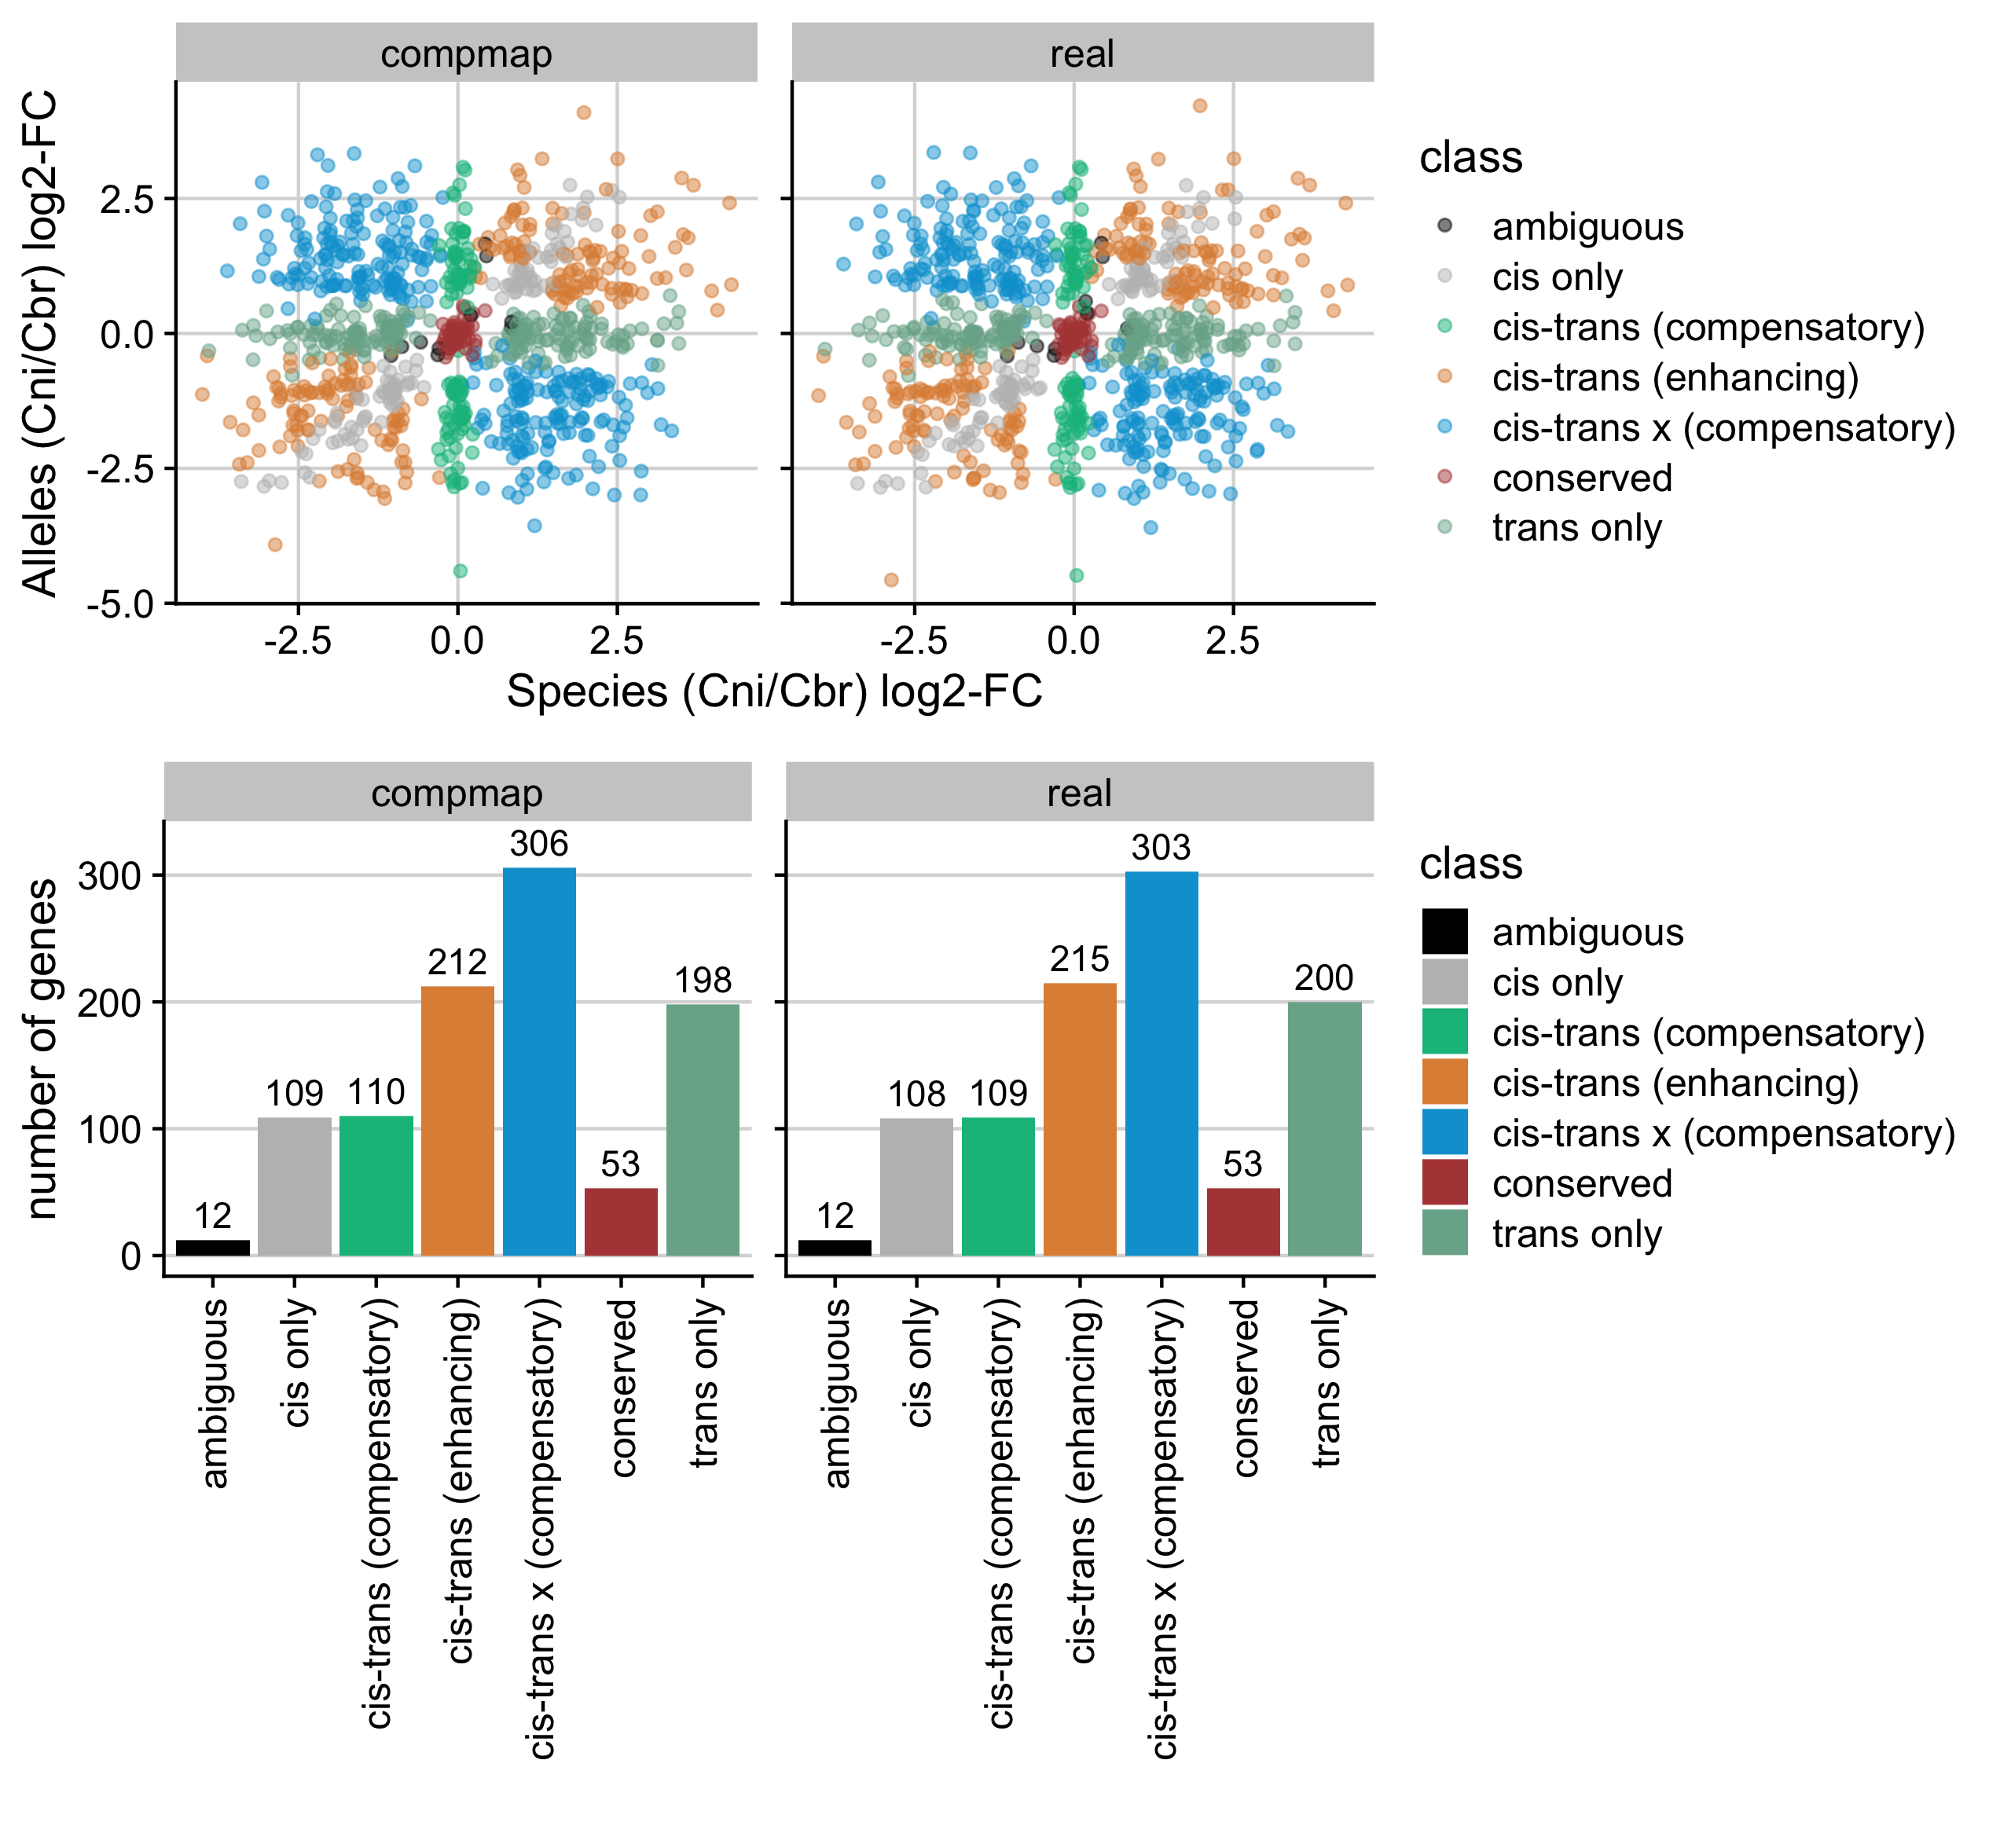 compmap
real
Alleles (Cni/Cbr) log2-FC
2.5
0.0
-2.5
-5.0
-2.5
0.0
2.5
-2.5
0.0
2.5
Species (Cni/Cbr) log2-FC
class
ambiguous
cis only
cis-trans (compensatory)
cis-trans (enhancing)
cis-trans x (compensatory)
conserved
trans only
compmap
real
number of genes
300
200
100
0
12
109
110
212
306
53
198
12
108
109
215
303
53
200
ambiguous
cis only
cis-trans (compensatory)
cis-trans (enhancing)
cis-trans x (compensatory)
conserved
trans only
ambiguous
cis only
cis-trans (compensatory)
cis-trans (enhancing)
cis-trans x (compensatory)
conserved
trans only
class
ambiguous
cis only
cis-trans (compensatory)
cis-trans (enhancing)
cis-trans x (compensatory)
conserved
trans only